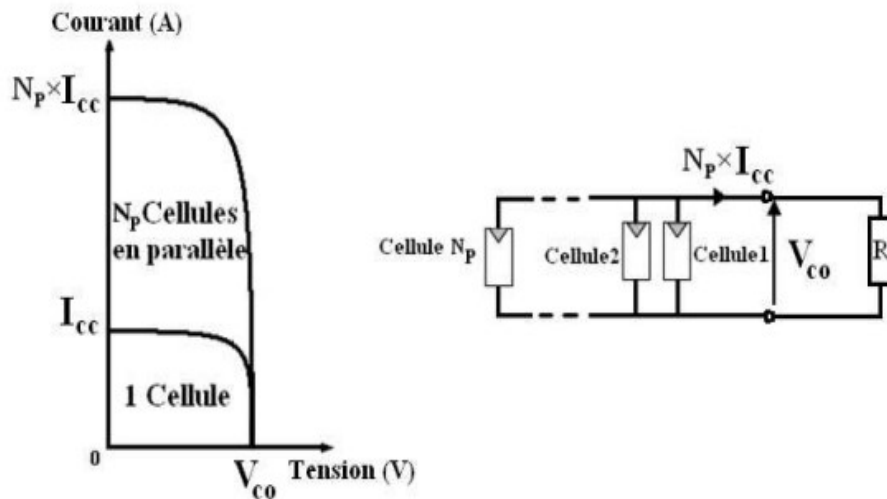 Courant (A)
N_P×I_cc
N_P Cellules
en parallèle
I_cc
1 Cellule
0
V_co
Tension (V)
N_P×I_cc
Cellule N_P
Cellule2
Cellule1
V_co
R